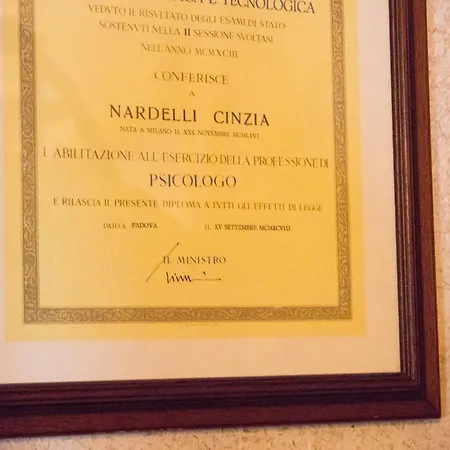 E TECNOLOGICA
VEDUTO IL RISULTATO DEGLI ESAMI DI STATO
SOSTENUTI NELLA II SESSIONE SVOLTASI
NELL'ANNO MCMXCIII
CONFERISCE
A
NARDELLI CINZIA
NATA A MILANO IL XXX NOVEMBRE MCMLXVI
L'ABILITAZIONE ALL'ESERCIZIO DELLA PROFESSIONE DI
PSICOLOGO
E RILASCIA IL PRESENTE DIPLOMA A TUTTI GLI EFFETTI DI LEGGE
DATO A PADOVA IL XV SETTEMBRE MCMXCVIII
IL MINISTRO